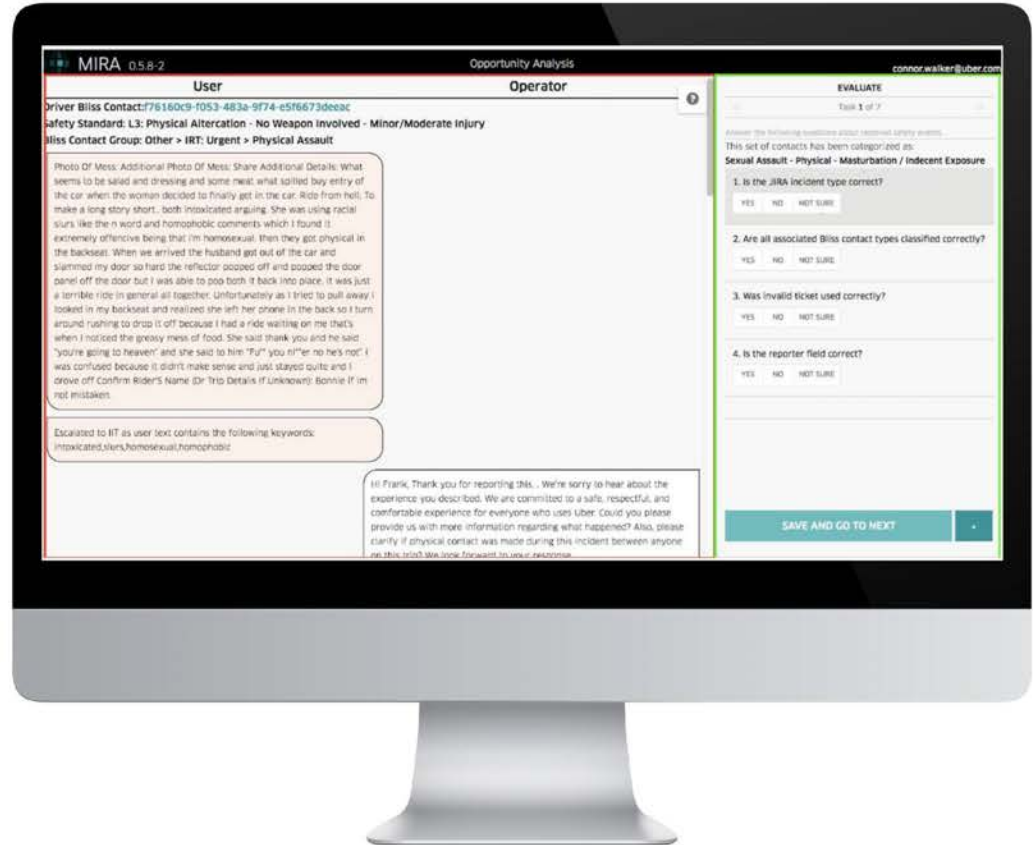 MIRA 0.5.8-2
Opportunity Analysis
connor.walker@uber.com
User
Operator
Driver Bliss Contact:f76160c9-f053-483a-9f74-e5f6673deeac
Safety Standard: L3: Physical Altercation - No Weapon Involved - Minor/Moderate Injury
Bliss Contact Group: Other > IRT: Urgent > Physical Assault
Photo Of Mess: Additional Photo Of Mess: Share Additional Details: What
seems to be salad and dressing and some meat what spilled buy entry of
the car when the woman decided to finally get in the car. Ride from hell. To
make a long story short.. both intoxicated arguing. She was using racial
slurs like the n word and homophobic comments which I found it
extremely offencive being that i'm homosexual. then they got physical in
the backseat. When we arrived the husband got out of the car and
slammed my door so hard the reflector popped off and popped the door
panel off the door but I was able to pop both it back into place. it was just
a terrible ride in general all together. Unfortunately as I tried to pull away I
looked in my backseat and realized she left her phone in the back so I turn
around rushing to drop it off because I had a ride waiting on me that's
when I noticed the greasy mess of food. She said thank you and he said
"you're going to heaven" and she said to him "Fu** you ni**er no he's not" I
was confused because it didn't make sense and just stayed quite and I
drove off Confirm Rider'S Name (Or Trip Details If Unknown): Bonnie if im
not mistaken
Escalated to IIT as user text contains the following keywords:
intoxicated,slurs,homosexual,homophobic
Hi Frank, Thank you for reporting this. . We're sorry to hear about the
experience you described. We are committed to a safe, respectful, and
comfortable experience for everyone who uses Uber. Could you please
provide us with more information regarding what happened? Also, please
clarify if physical contact was made during this incident between anyone
on this trip? We look forward to your response.
?
EVALUATE
Task 1 of 7
Answer the following questions about reported safety events.
This set of contacts has been categorized as:
Sexual Assault - Physical - Masturbation / Indecent Exposure
1. Is the JIRA incident type correct?
YES NO NOT SURE
2. Are all associated Bliss contact types classified correctly?
YES NO NOT SURE
3. Was invalid ticket used correctly?
YES NO NOT SURE
4. Is the reporter field correct?
YES NO NOT SURE
SAVE AND GO TO NEXT